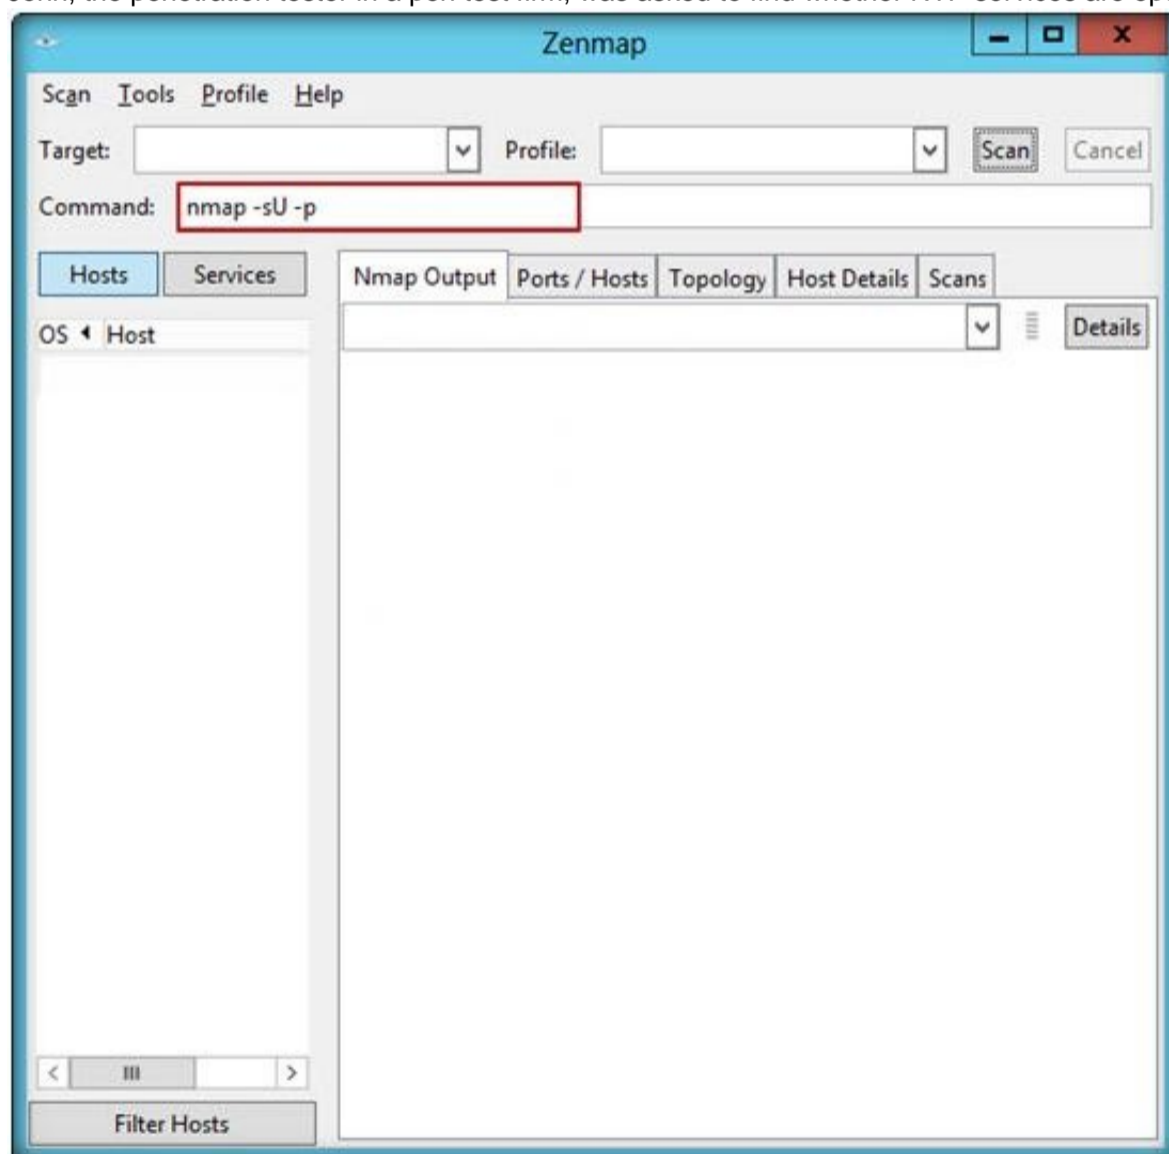 Zenmap
Scan Tools Profile Help
Target: Profile: Scan Cancel
Command: nmap -sU -p
Hosts Services Nmap Output Ports / Hosts Topology Host Details Scans
OS Host Details
Filter Hosts